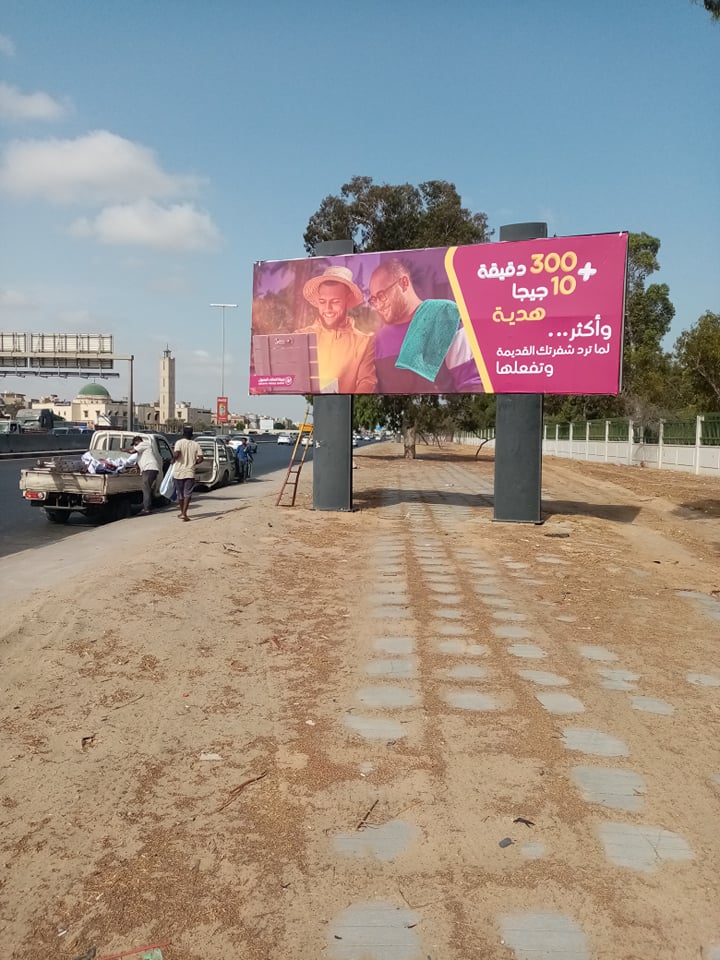 +300 دقيقة
10 جيجا
هدية
وأكثر...
لما ترد شفرتك القديمة
وتفعلها